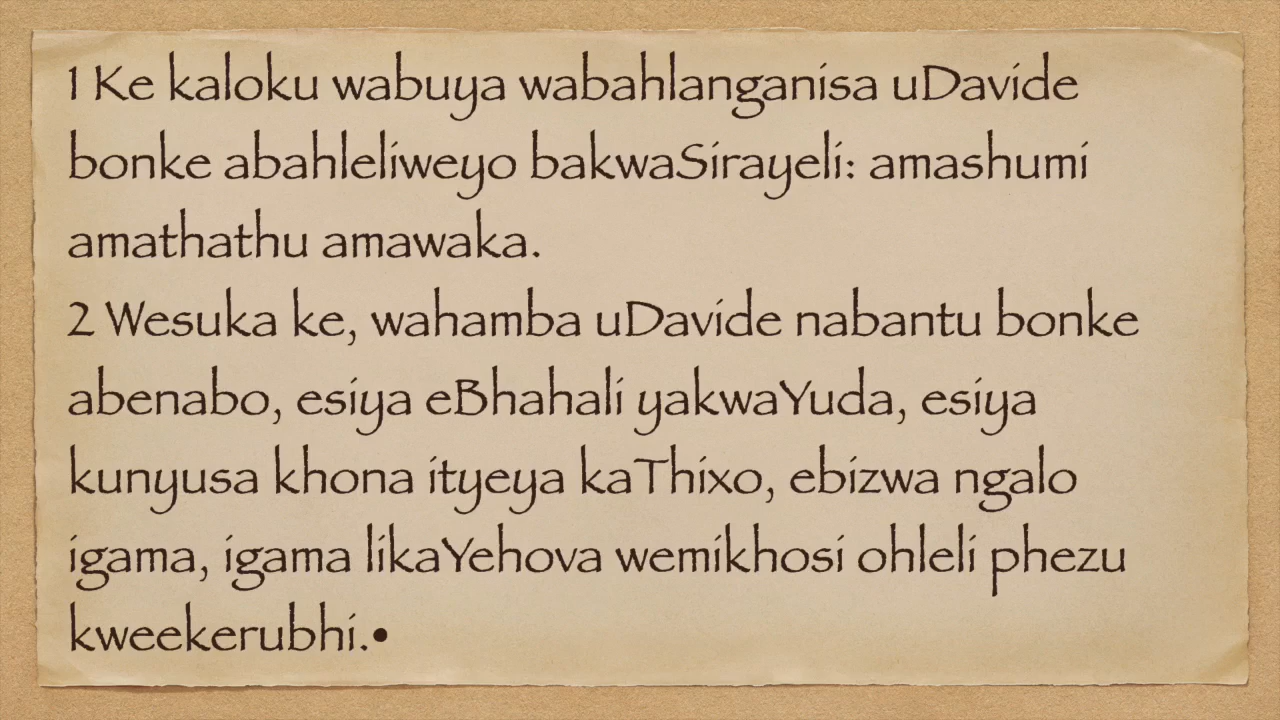 1 Ke kaloku wabuya wabahlanganisa uDavide
bonke abahleliweyo bakwaSirayeli: amashumi
amathathu amawaka.
2 Wesuka ke, wahamba uDavide nabantu bonke
abenabo, esiya eBhahali yakwaYuda, esiya
kunyusa khona ityeya kaThixo, ebizwa ngalo
igama, igama likaYehova wemikhosi ohleli phezu
kweekerubhi.•